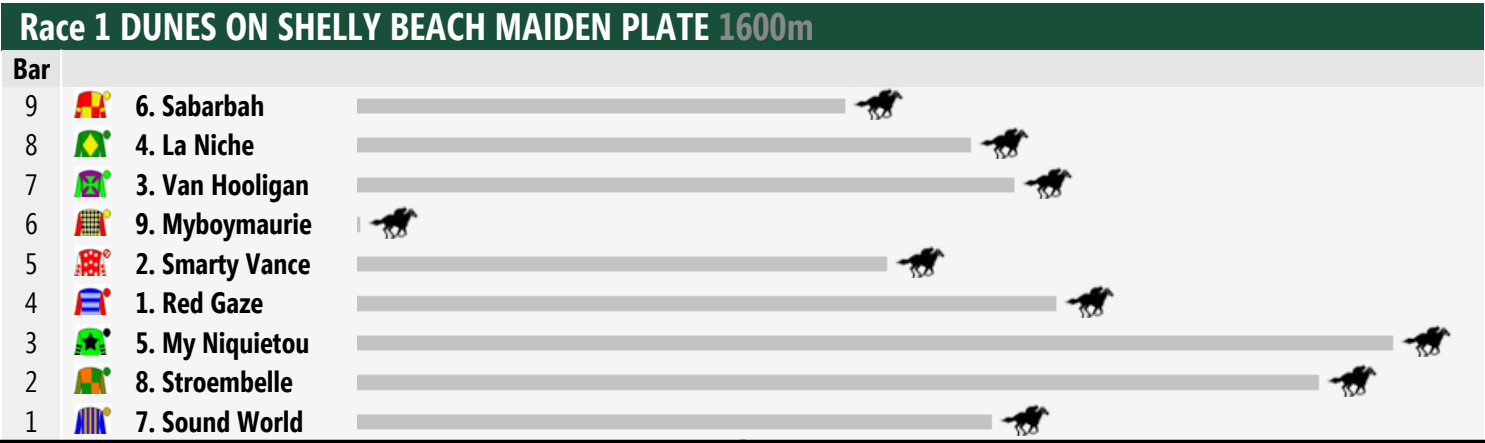 Race 1 DUNES ON SHELLY BEACH MAIDEN PLATE 1600m
Bar
9 6. Sabarbah
8 4. La Niche
7 3. Van Hooligan
6 9. Myboymaurie
5 2. Smarty Vance
4 1. Red Gaze
3 5. My Niquietou
2 8. Stroembelle
1 7. Sound World